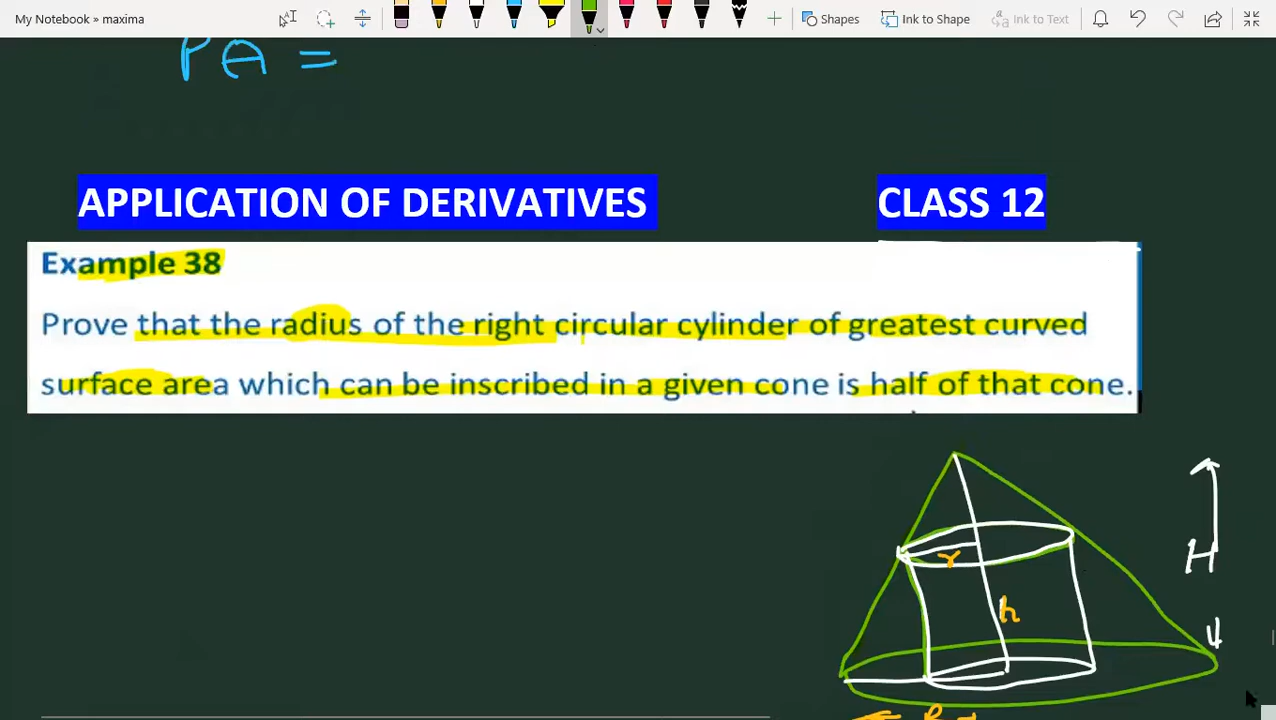 My Notebook » maxima
Shapes
Ink to Shape
Ink to Text
PA =
APPLICATION OF DERIVATIVES CLASS 12
Example 38
Prove that the radius of the right circular cylinder of greatest curved
surface area which can be inscribed in a given cone is half of that cone.
r
H
h